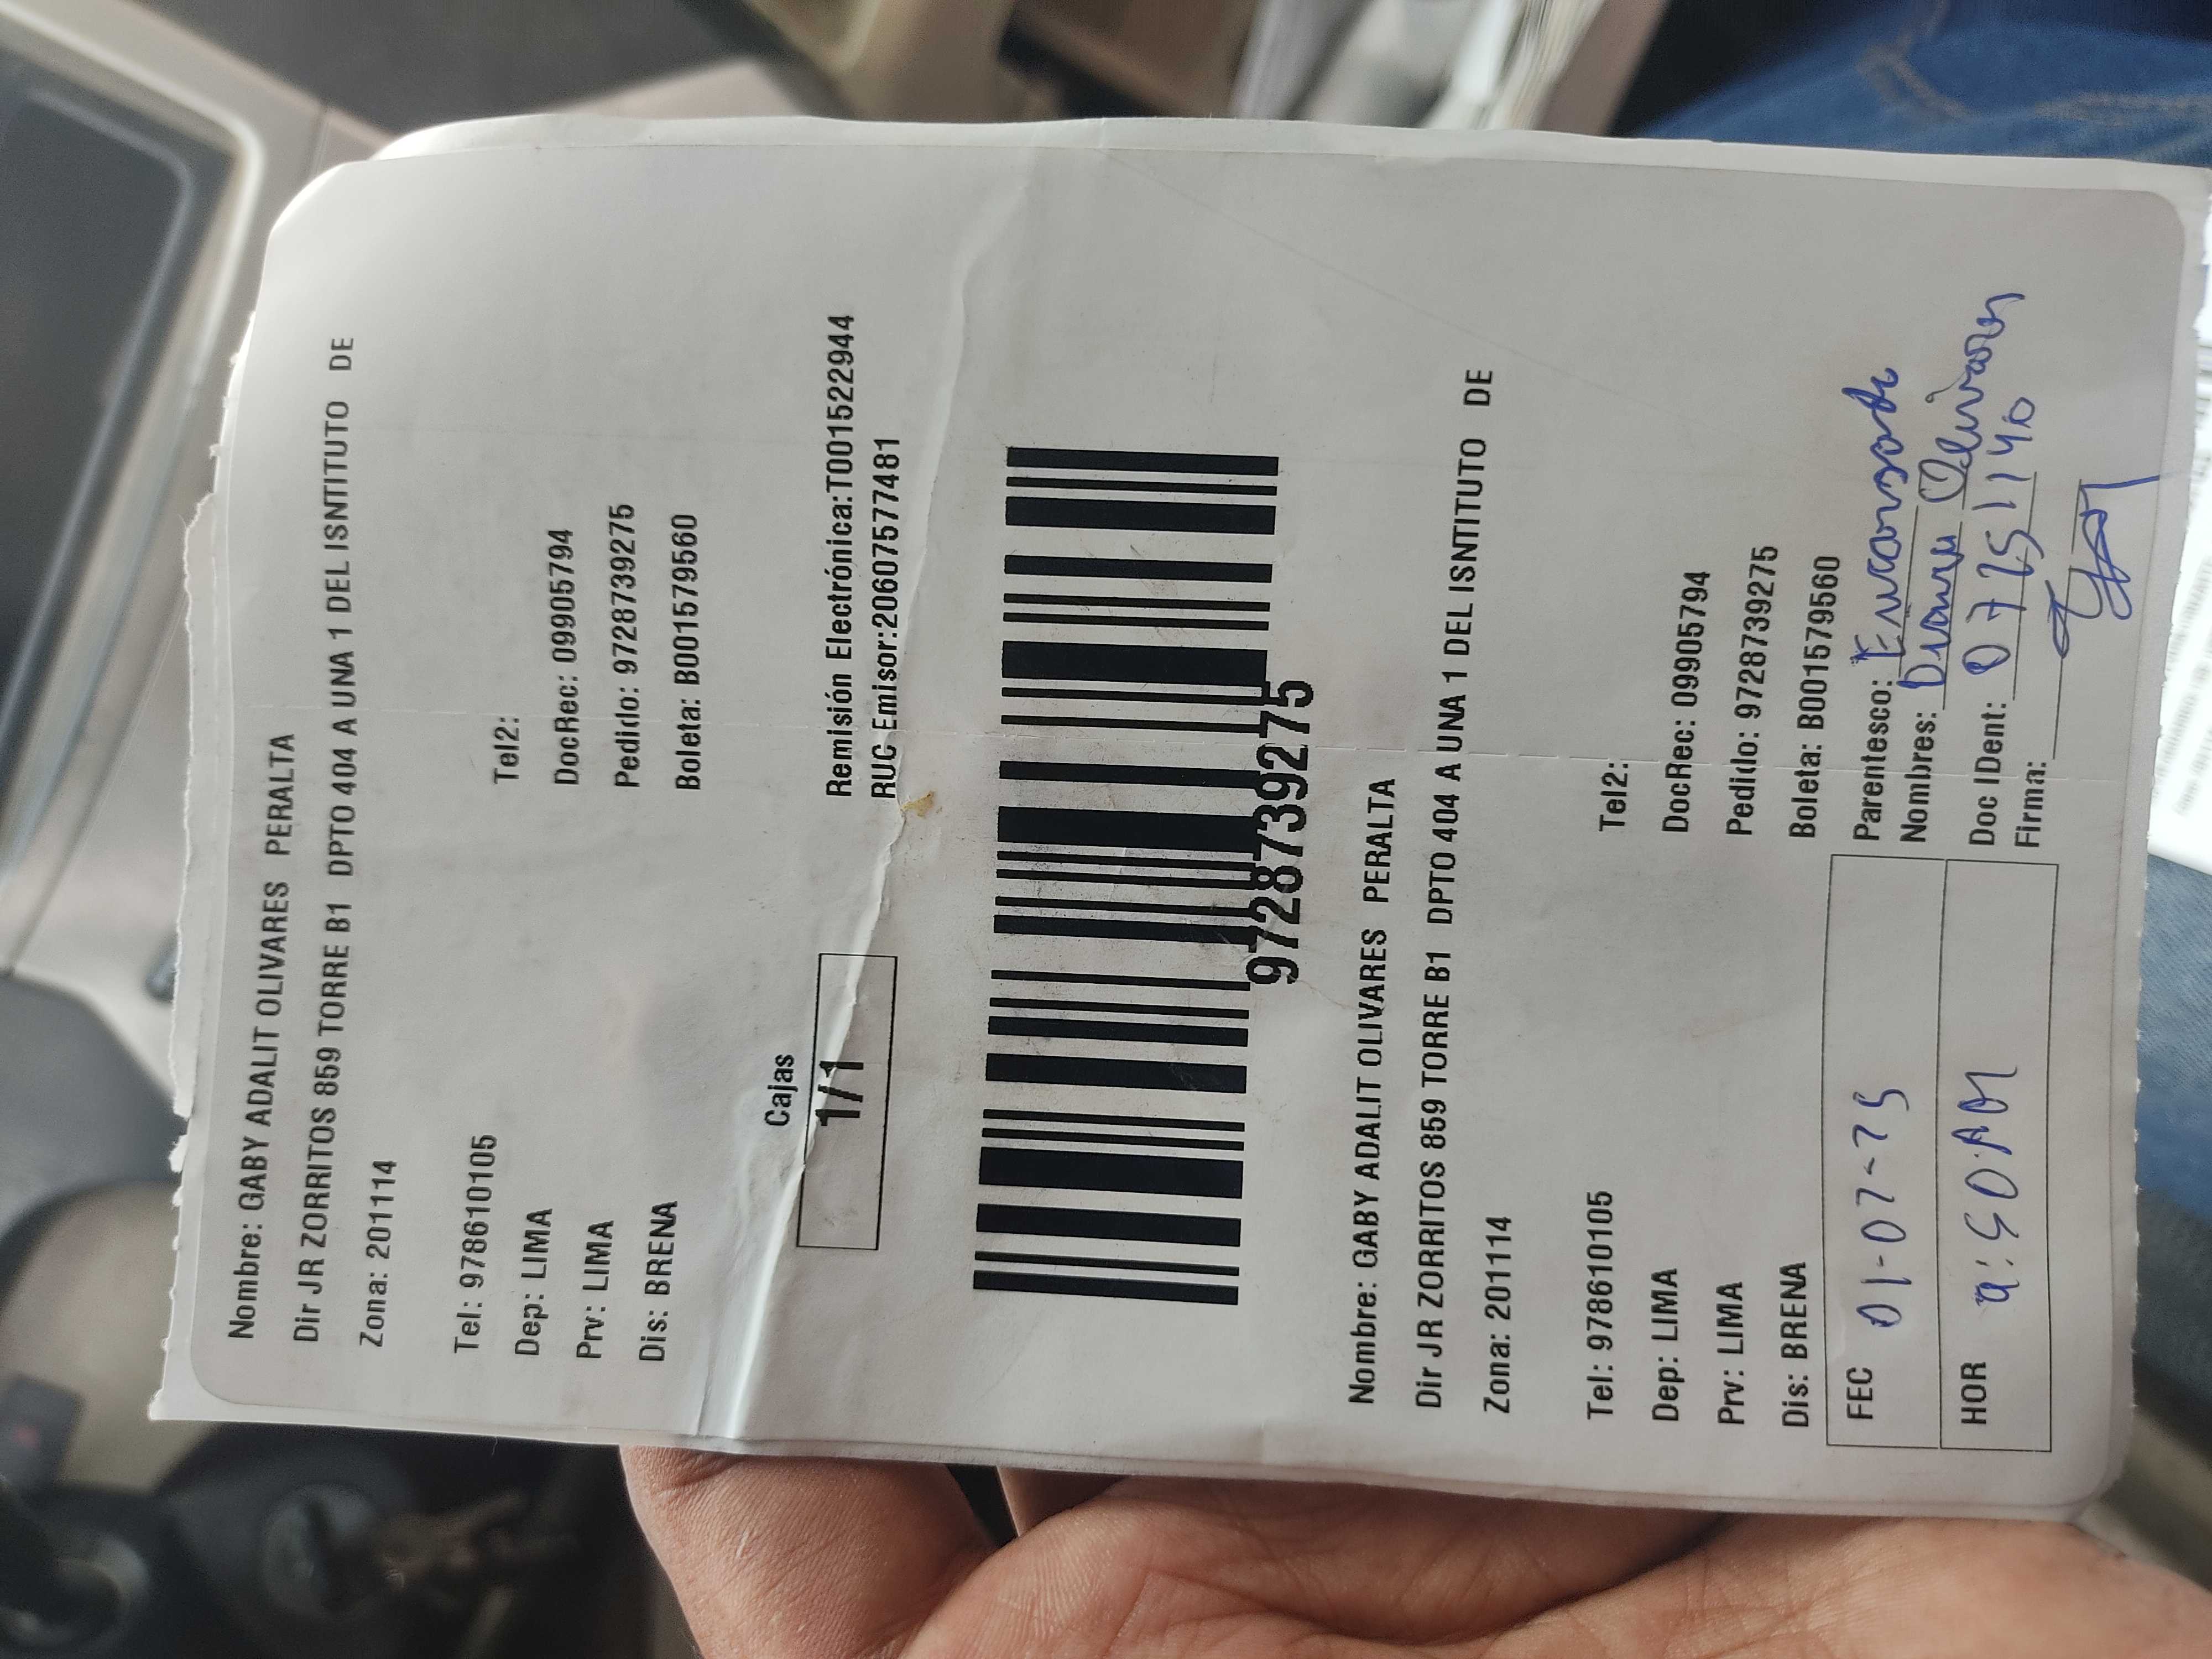 Nombre: GABY ADALIT OLIVARES PERALTA
Dir JR ZORRITOS 859 TORRE B1 DPTO 404 A UNA 1 DEL ISNTITUTO DE
Zona: 201114
Tel: 978610105 Tel2:
Dep: LIMA DocRec: 09905794
Prv: LIMA Pedido: 9728739275
Dis: BRENA Boleta: B001579560
Cajas
1/1
Remisión Electrónica:T001522944
RUC Emisor:20607577481
9728739275
Nombre: GABY ADALIT OLIVARES PERALTA
Dir JR ZORRITOS 859 TORRE B1 DPTO 404 A UNA 1 DEL ISNTITUTO DE
Zona: 201114
Tel: 978610105 Tel2:
Dep: LIMA DocRec: 09905794
Prv: LIMA Pedido: 9728739275
Dis: BRENA Boleta: B001579560
FEC 01-07-25 Parentesco:
Nombres: Olivares
HOR Doc IDent: 07751140
Firma: